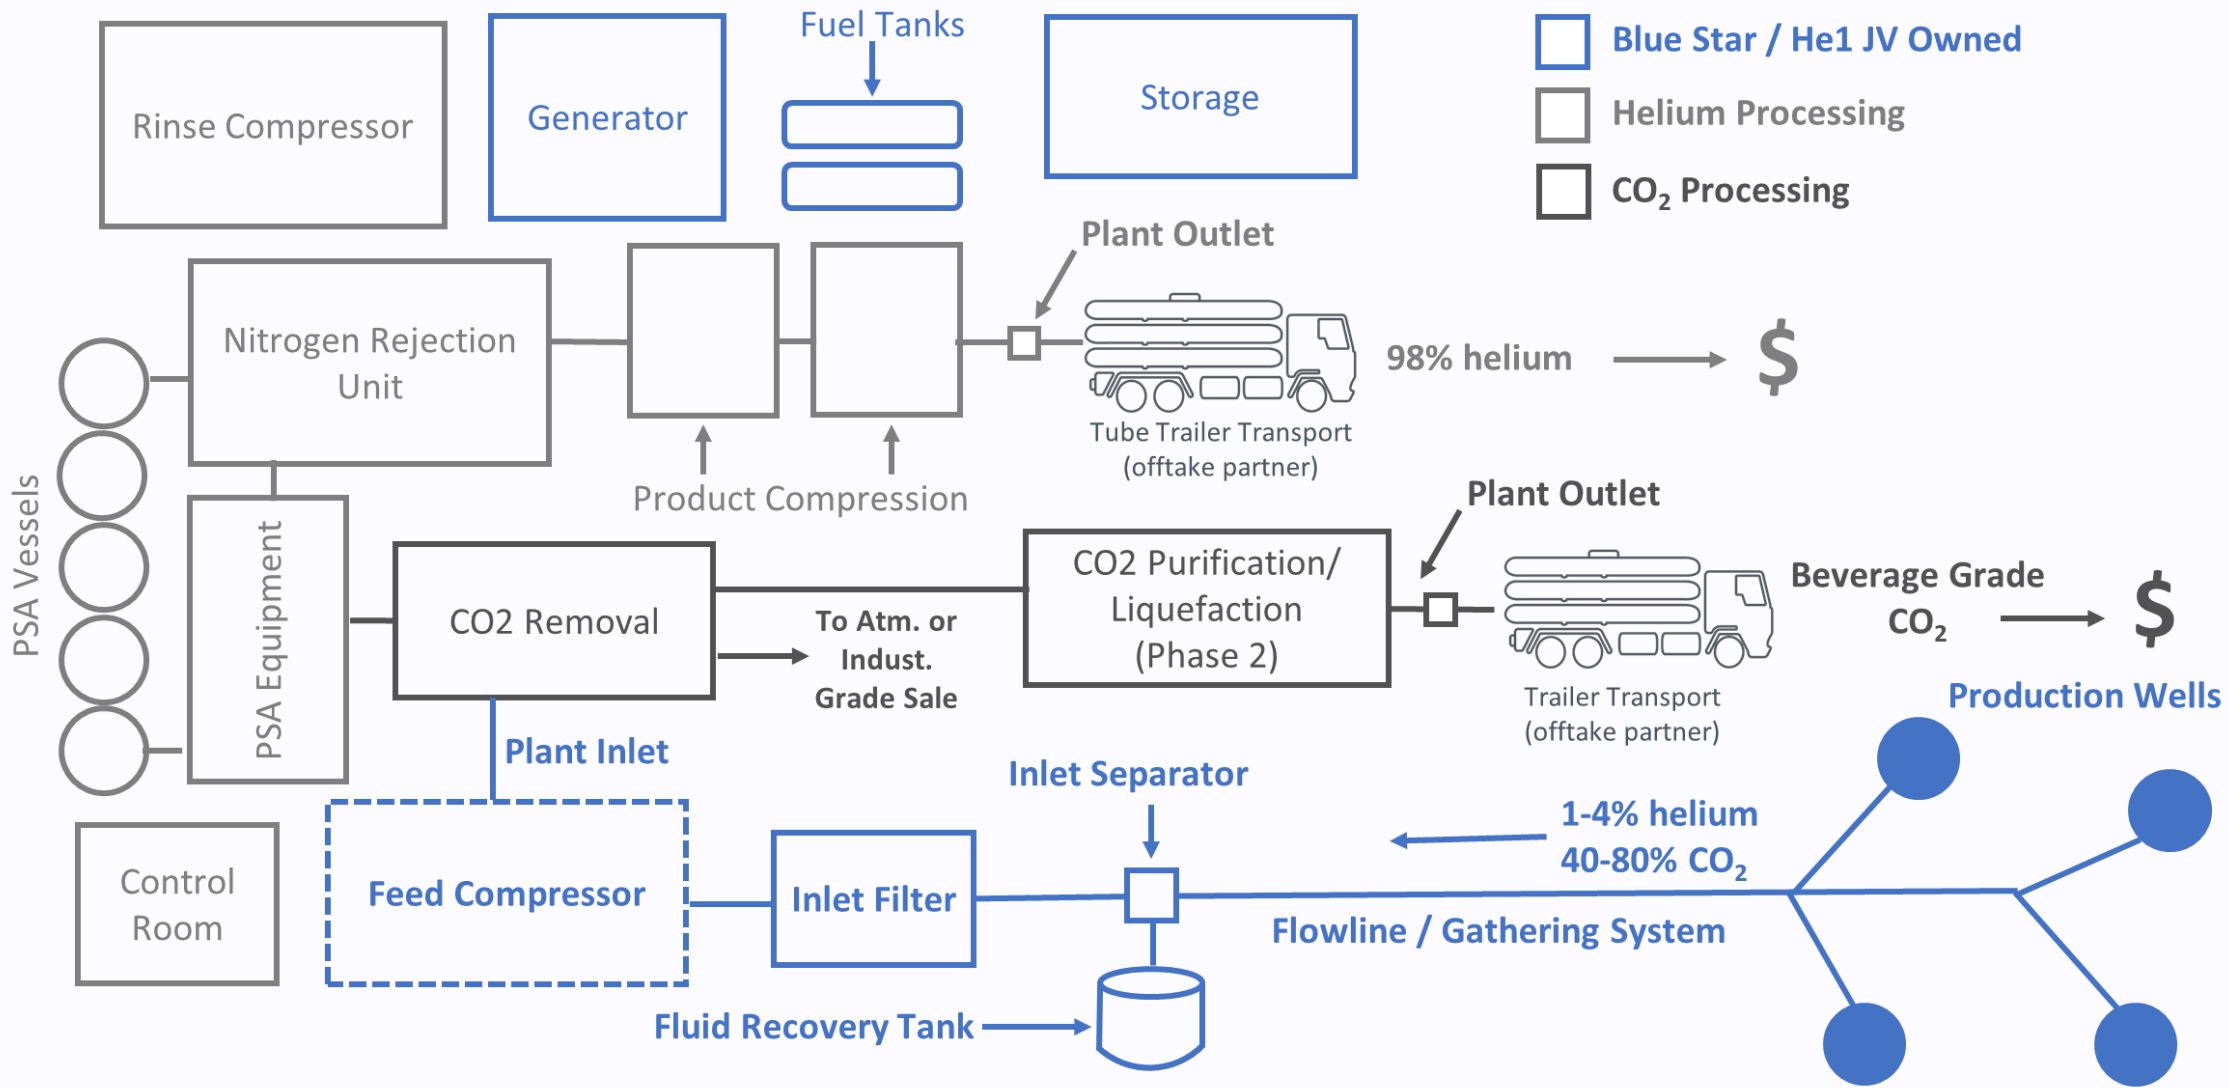 Fuel Tanks
Blue Star / He1 JV Owned
Rinse Compressor
Generator
Storage
Helium Processing
CO₂ Processing
Plant Outlet
Nitrogen Rejection
Unit
98% helium
$
Tube Trailer Transport
(offtake partner)
Product Compression
Plant Outlet
PSA Vessels
PSA Equipment
CO2 Removal
To Atm. or
Indust.
Grade Sale
CO2 Purification/
Liquefaction
(Phase 2)
Beverage Grade
CO₂
$
Trailer Transport
(offtake partner)
Production Wells
Plant Inlet
Inlet Separator
1-4% helium
40-80% CO₂
Control
Room
Feed Compressor
Inlet Filter
Flowline / Gathering System
Fluid Recovery Tank